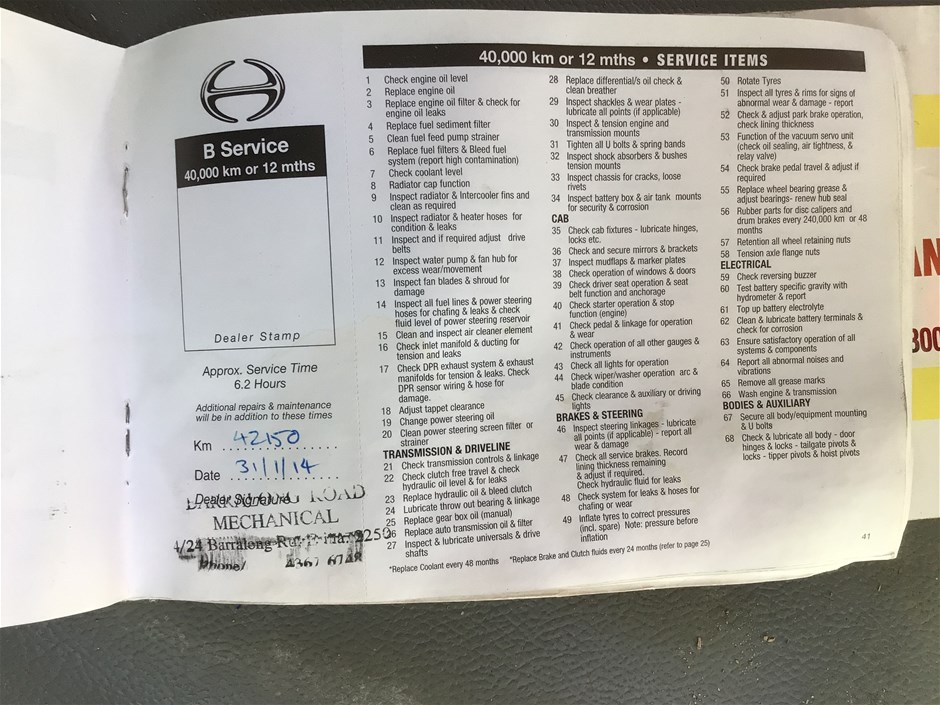 B Service
40,000 km or 12 mths
Dealer Stamp
Approx. Service Time
6.2 Hours
Additional repairs & maintenance
will be in addition to these times
Km 42150
Date 31/1/14
Dealer Signature
ROAD
MECHANICAL
4/24 Barralong
Phone/ 4367 6748
40,000 km or 12 mths • SERVICE ITEMS
1 Check engine oil level
2 Replace engine oil
3 Replace engine oil filter & check for
engine oil leaks
4 Replace fuel sediment filter
5 Clean fuel feed pump strainer
6 Replace fuel filters & Bleed fuel
system (report high contamination)
7 Check coolant level
8 Radiator cap function
9 Inspect radiator & Intercooler fins and
clean as required
10 Inspect radiator & heater hoses for
condition & leaks
11 Inspect and if required adjust drive
belts
12 Inspect water pump & fan hub for
excess wear/movement
13 Inspect fan blades & shroud for
damage
14 Inspect all fuel lines & power steering
hoses for chafing & leaks & check
fluid level of power steering reservoir
15 Clean and inspect air cleaner element
16 Check inlet manifold & ducting for
tension and leaks
17 Check DPR exhaust system & exhaust
manifolds for tension & leaks. Check
DPR sensor wiring & hose for
damage.
18 Adjust tappet clearance
19 Change power steering oil
20 Clean power steering screen filter or
strainer
TRANSMISSION & DRIVELINE
21 Check transmission controls & linkage
22 Check clutch free travel & check
hydraulic oil level & for leaks
23 Replace hydraulic oil & bleed clutch
24 Lubricate throw out bearing & linkage
25 Replace gear box oil (manual)
26 Replace auto transmission oil & filter
27 Inspect & lubricate universals & drive
shafts
28 Replace differential/s oil check &
clean breather
29 Inspect shackles & wear plates -
lubricate all points (if applicable)
30 Inspect & tension engine and
transmission mounts
31 Tighten all U bolts & spring bands
32 Inspect shock absorbers & bushes
tension mounts
33 Inspect chassis for cracks, loose
rivets
34 Inspect battery box & air tank mounts
for security & corrosion
CAB
35 Check cab fixtures - lubricate hinges,
locks etc.
36 Check and secure mirrors & brackets
37 Inspect mudflaps & marker plates
38 Check operation of windows & doors
39 Check driver seat operation & seat
belt function and anchorage
40 Check starter operation & stop
function (engine)
41 Check pedal & linkage for operation
& wear
42 Check operation of all other gauges &
instruments
43 Check all lights for operation
44 Check wiper/washer operation arc &
blade condition
45 Check clearance & auxiliary or driving
lights
BRAKES & STEERING
46 Inspect steering linkages - lubricate
all points (if applicable) - report all
wear & damage
47 Check all service brakes. Record
lining thickness remaining
& adjust if required.
Check hydraulic fluid for leaks
48 Check system for leaks & hoses for
chafing or wear
49 Inflate tyres to correct pressures
(incl. spare) Note: pressure before
inflation
50 Rotate Tyres
51 Inspect all tyres & rims for signs of
abnormal wear & damage - report
52 Check & adjust park brake operation,
check lining thickness
53 Function of the vacuum servo unit
(check oil sealing, air tightness, &
relay valve)
54 Check brake pedal travel & adjust if
required
55 Replace wheel bearing grease &
adjust bearings- renew hub seal
56 Rubber parts for disc calipers and
drum brakes every 240,000 km or 48
months
57 Retention all wheel retaining nuts
58 Tension axle flange nuts
ELECTRICAL
59 Check reversing buzzer
60 Test battery specific gravity with
hydrometer & report
61 Top up battery electrolyte
62 Clean & lubricate battery terminals &
check for corrosion
63 Ensure satisfactory operation of all
systems & components
64 Report all abnormal noises and
vibrations
65 Remove all grease marks
66 Wash engine & transmission
BODIES & AUXILIARY
67 Secure all body/equipment mounting
& U bolts
68 Check & lubricate all body - door
hinges & locks - tailgate pivots &
locks - tipper pivots & hoist pivots
*Replace Coolant every 48 months *Replace Brake and Clutch fluids every 24 months (refer to page 25)
41